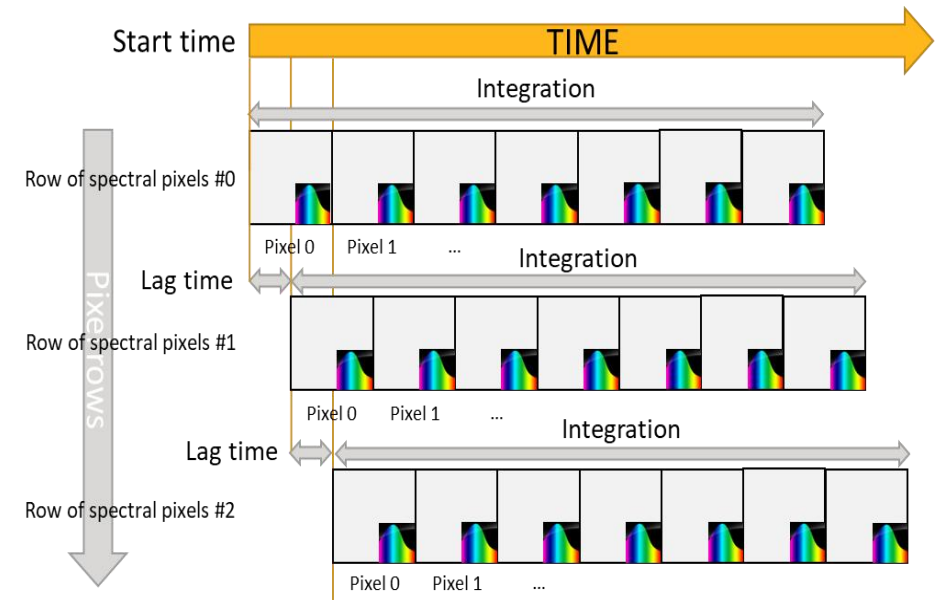 Start time
TIME
Integration
Row of spectral pixels #0
Pixel 0
Pixel 1
...
Lag time
Integration
Pixel rows
Row of spectral pixels #1
Pixel 0
Pixel 1
...
Lag time
Integration
Row of spectral pixels #2
Pixel 0
Pixel 1
...